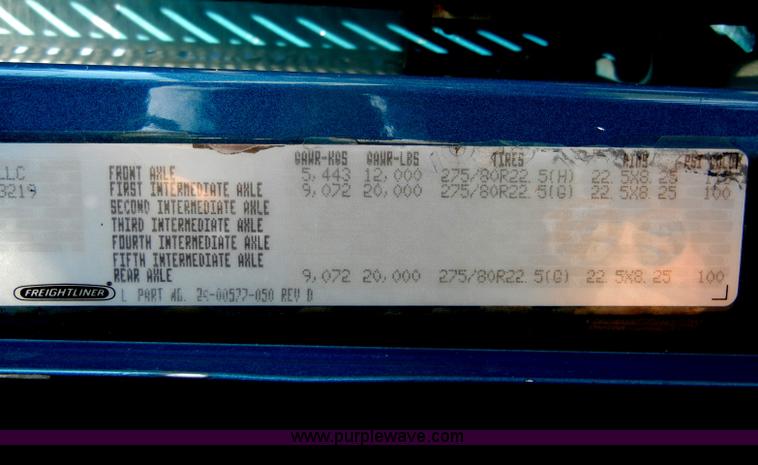 GAWR-KGS GAWR-LBS TIRES RIMS
LLC FRONT AXLE 5,443 12,000 275/80R22.5(H) 22.5X8.25
3219 FIRST INTERMEDIATE AXLE 9,072 20,000 275/80R22.5(G) 22.5X8.25 100
SECOND INTERMEDIATE AXLE
THIRD INTERMEDIATE AXLE
FOURTH INTERMEDIATE AXLE
FIFTH INTERMEDIATE AXLE
REAR AXLE 9,072 20,000 275/80R22.5(G) 22.5X8.25 100
FREIGHTLINER L PART NO. 24-00577-050 REV D
www.purplewave.com